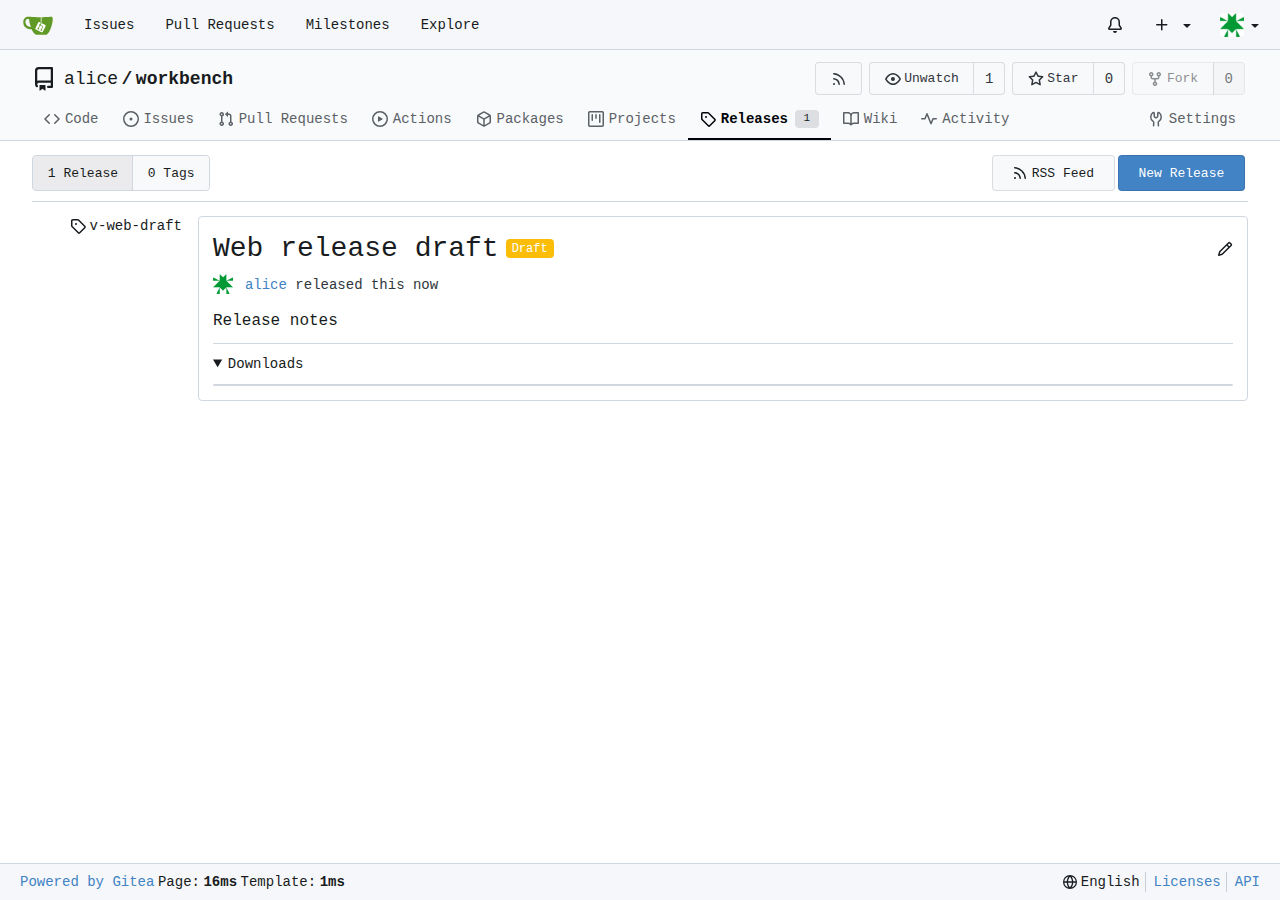 Issues Pull Requests Milestones Explore
alice / workbench
Unwatch 1 Star 0 Fork 0
Code Issues Pull Requests Actions Packages Projects Releases 1 Wiki Activity Settings
1 Release 0 Tags RSS Feed New Release
v-web-draft
Web release draft Draft
alice released this now
Release notes
Downloads
Powered by Gitea Page: 16ms Template: 1ms English Licenses API